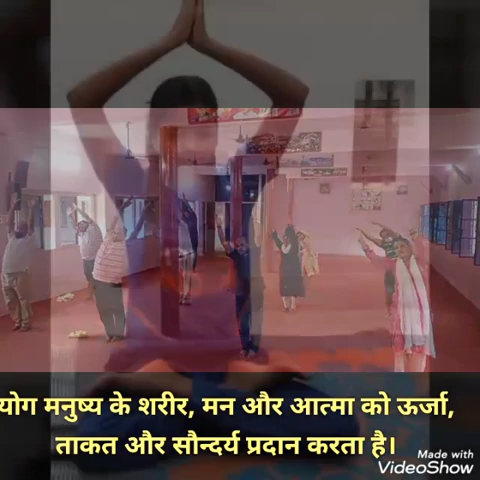 योग मनुष्य के शरीर, मन और आत्मा को ऊर्जा,
ताकत और सौन्दर्य प्रदान करता है।
Made with
VideoShow